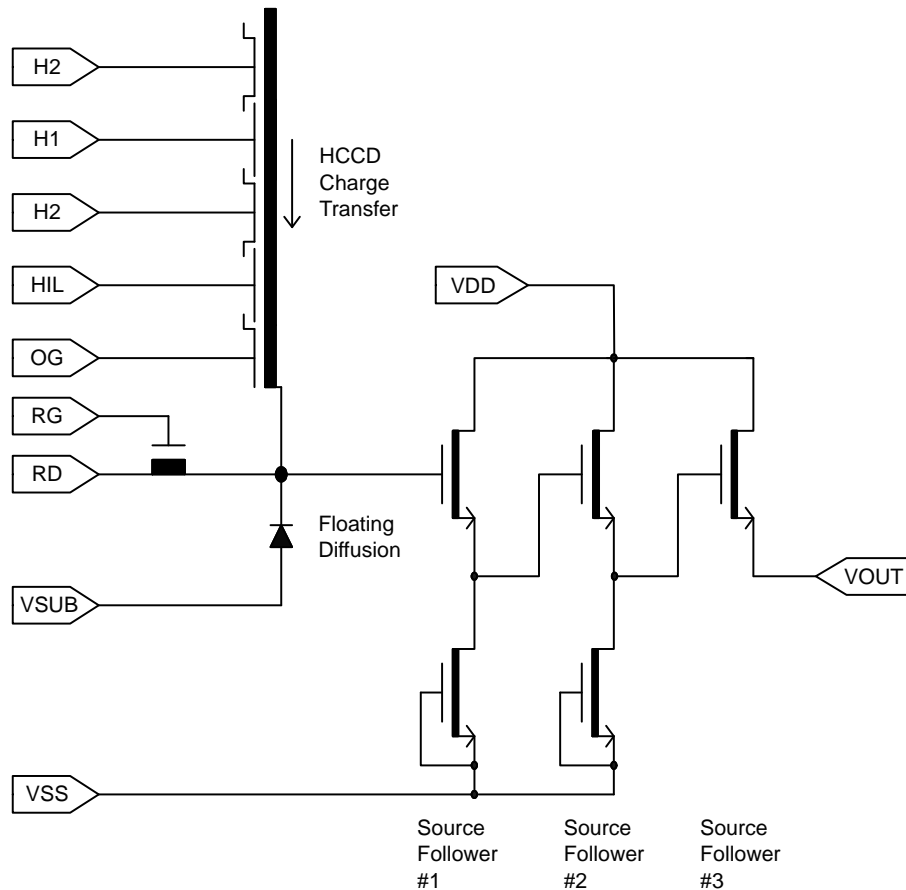 H2
H1
HCCD
Charge
Transfer
H2
HIL
VDD
OG
RG
RD
Floating
Diffusion
VSUB
VOUT
VSS
Source
Follower
#1
Source
Follower
#2
Source
Follower
#3